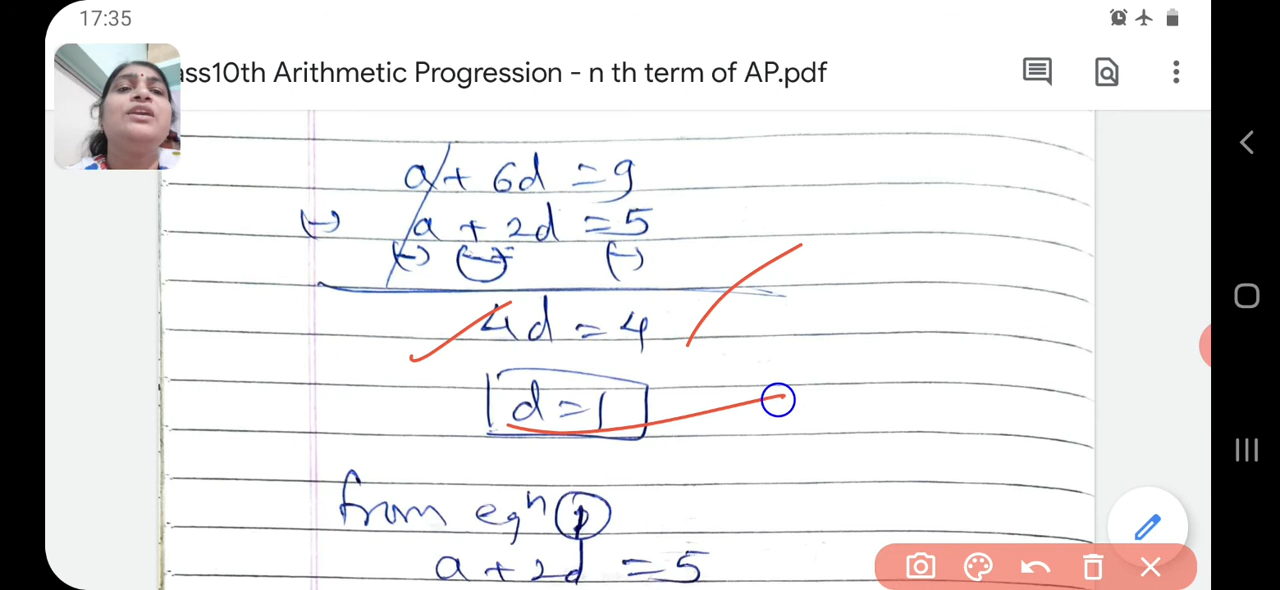 17:35
ass10th Arithmetic Progression - n th term of AP.pdf
a + 6d = 9
(-) a + 2d = 5
(-) (-) (-)
4d = 4
d = 1
from eqⁿ ①
a + 2d = 5